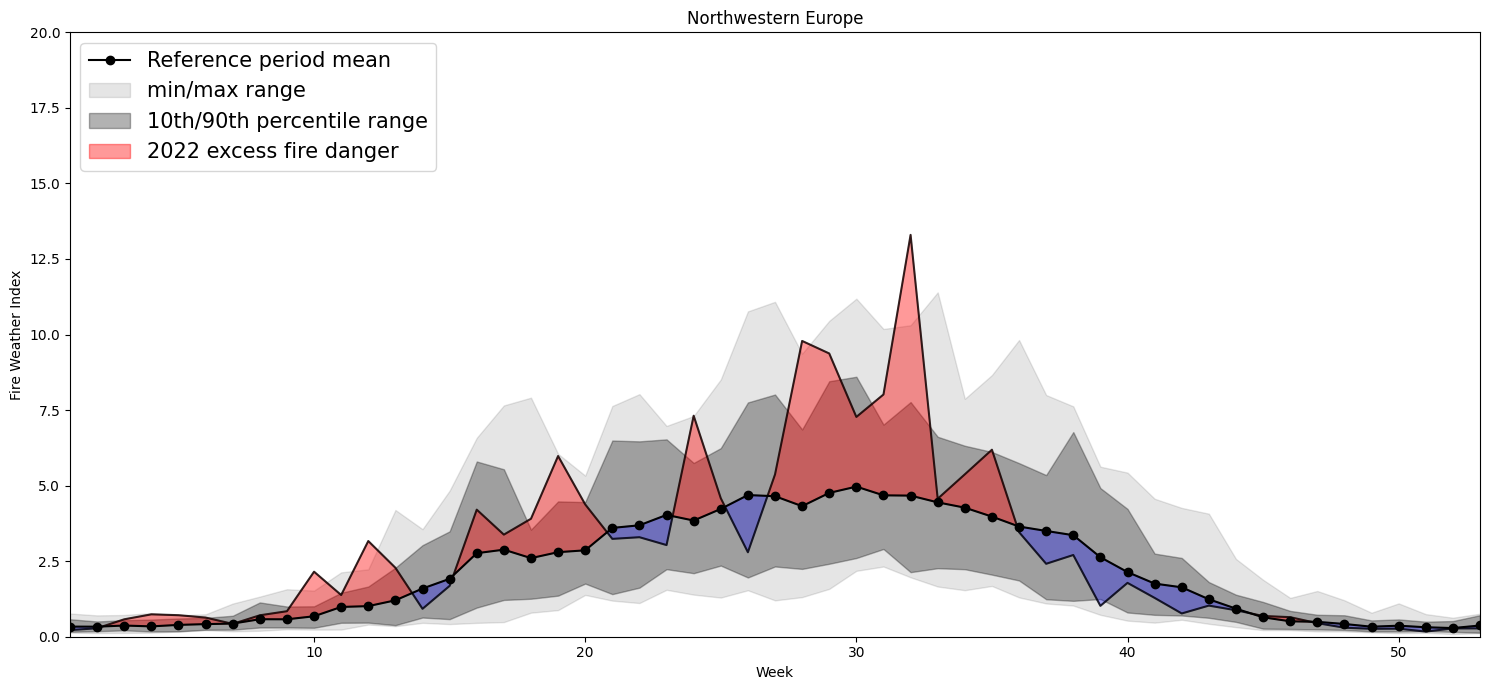 Northwestern Europe
20.0
17.5
15.0
12.5
10.0
7.5
5.0
2.5
0.0
Fire Weather Index
Reference period mean
min/max range
10th/90th percentile range
2022 excess fire danger
10
20
30
40
50
Week